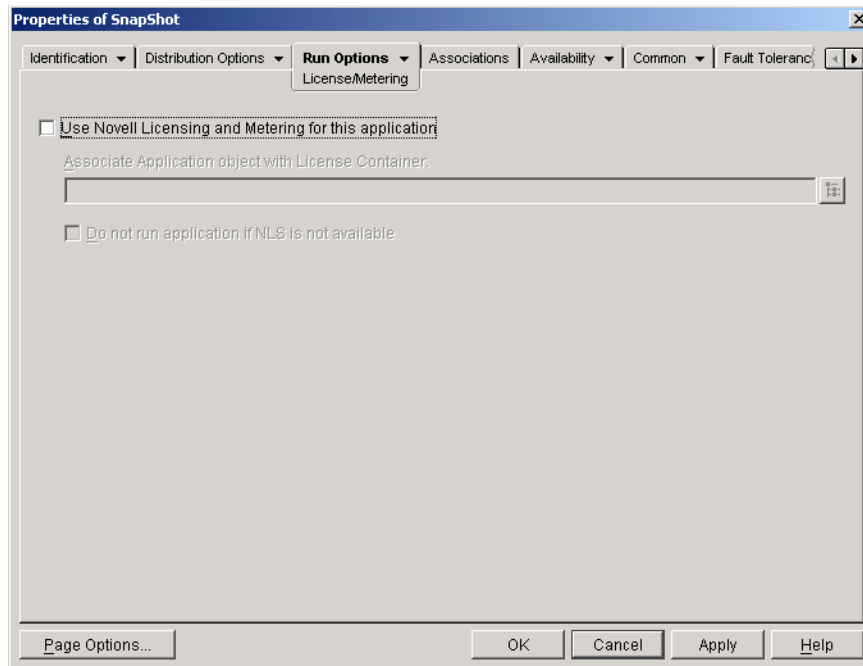 Properties of SnapShot
Identification Distribution Options Run Options Associations Availability Common Fault Toleranc
License/Metering
Use Novell Licensing and Metering for this application
Associate Application object with License Container:
Do not run application if NLS is not available
Page Options... OK Cancel Apply Help